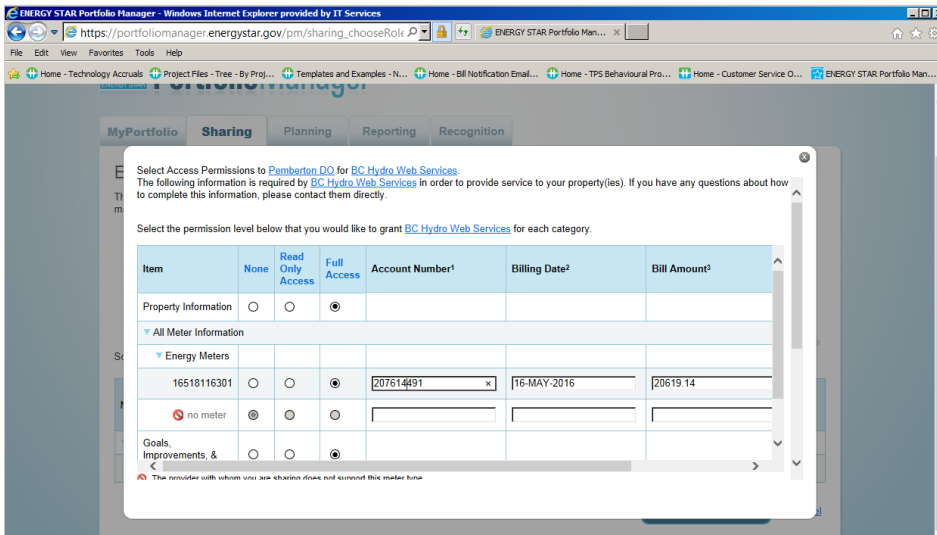 ENERGY STAR Portfolio Manager - Windows Internet Explorer provided by IT Services
https://portfoliomanager.energystar.gov/pm/sharing_chooseRole
ENERGY STAR Portfolio Man...
File Edit View Favorites Tools Help
Home - Technology Accruals Project Files - Tree - By Proj... Templates and Examples - N... Home - Bill Notification Email... Home - TPS Behavioural Pro... Home - Customer Service O... ENERGY STAR Portfolio Man...
MyPortfolio Sharing Planning Reporting Recognition
Select Access Permissions to Pemberton DO for BC Hydro Web Services.
The following information is required by BC Hydro Web Services in order to provide service to your property(ies). If you have any questions about how
to complete this information, please contact them directly.
Select the permission level below that you would like to grant BC Hydro Web Services for each category.
Item None Read Only Access Full Access Account Number¹ Billing Date² Bill Amount³
Property Information
All Meter Information
Energy Meters
16518116301 207614491 × 16-MAY-2016 20619.14
no meter
Goals,
Improvements, &
The provider with whom you are sharing does not support this meter type